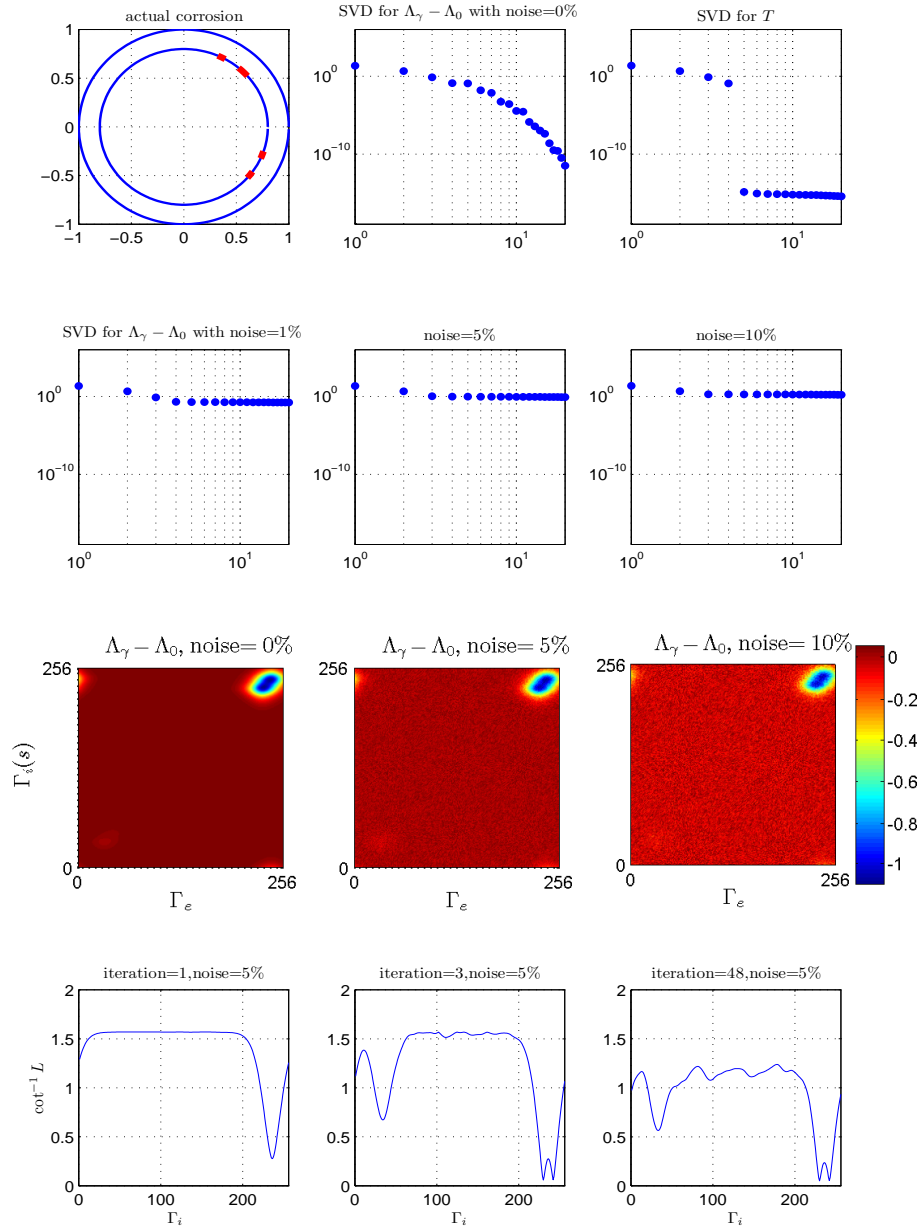 actual corrosion
SVD for Λγ − Λ0 with noise=0%
SVD for T
1
0.5
0
−0.5
−1
−1 −0.5 0 0.5 1
10^0
10^−10
10^0 10^1
10^0
10^−10
10^0 10^1
SVD for Λγ − Λ0 with noise=1%
noise=5%
noise=10%
10^0
10^−10
10^0 10^1
10^0
10^−10
10^0 10^1
10^0
10^−10
10^0 10^1
Λγ − Λ0, noise= 0%
Λγ − Λ0, noise= 5%
Λγ − Λ0, noise= 10%
256
Γi(s)
0
0 256
Γe
256
0
0 256
Γe
256
0
0 256
Γe
0
-0.2
-0.4
-0.6
-0.8
-1
iteration=1,noise=5%
iteration=3,noise=5%
iteration=48,noise=5%
2
1.5
1
0.5
0
cot^−1 L
0 100 200
Γi
2
1.5
1
0.5
0
0 100 200
Γi
2
1.5
1
0.5
0
0 100 200
Γi